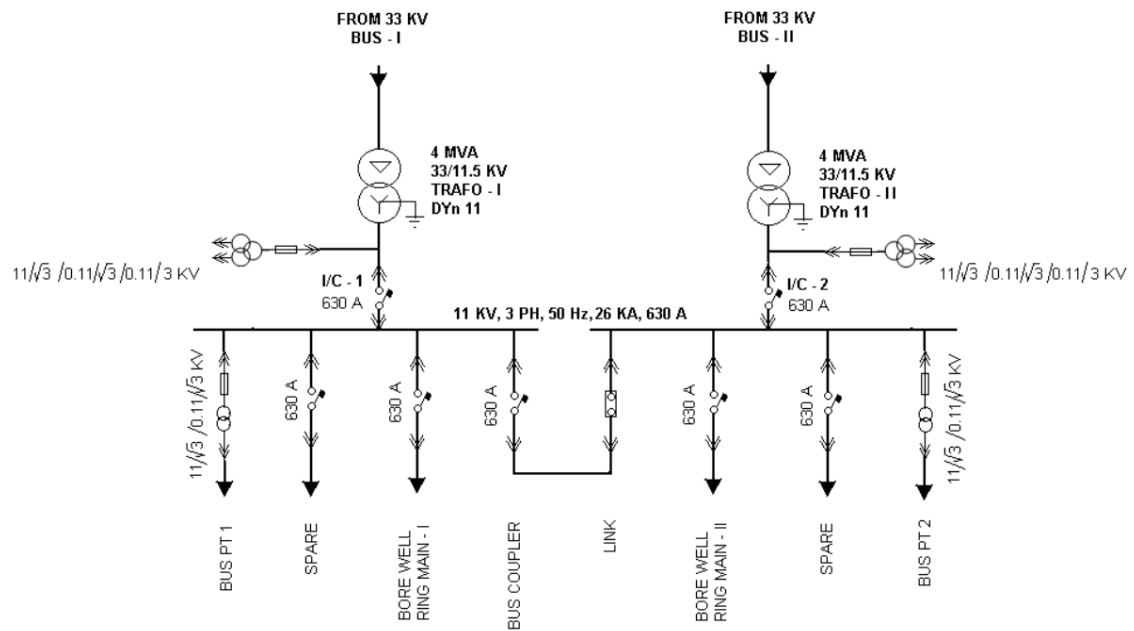 FROM 33 KV
BUS - I
FROM 33 KV
BUS - II
4 MVA
33/11.5 KV
TRAFO - I
DYn 11
4 MVA
33/11.5 KV
TRAFO - II
DYn 11
11/√3 /0.11/√3 /0.11/ 3 KV
11/√3 /0.11/√3 /0.11/ 3 KV
I/C - 1
630 A
I/C - 2
630 A
11 KV, 3 PH, 50 Hz, 26 KA, 630 A
11/√3 /0.11/√3 KV
630 A
630 A
630 A
630 A
630 A
11/√3 /0.11/√3 KV
BUS PT 1
SPARE
BORE WELL
RING MAIN - I
BUS COUPLER
LINK
BORE WELL
RING MAIN - II
SPARE
BUS PT 2